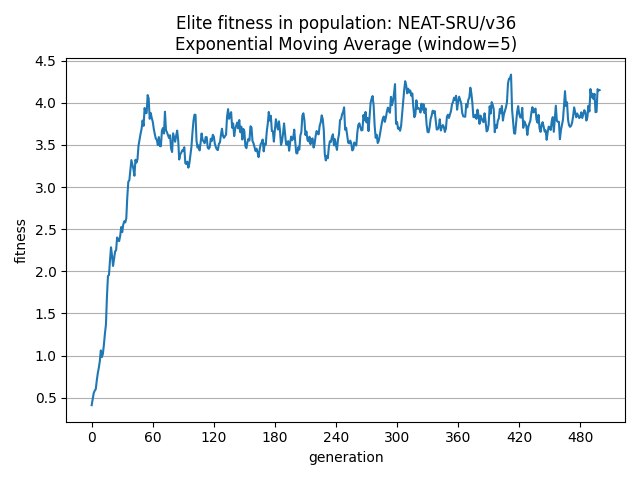 Elite fitness in population: NEAT-SRU/v36
Exponential Moving Average (window=5)
4.5
4.0
3.5
3.0
2.5
2.0
1.5
1.0
0.5
fitness
0 60 120 180 240 300 360 420 480
generation